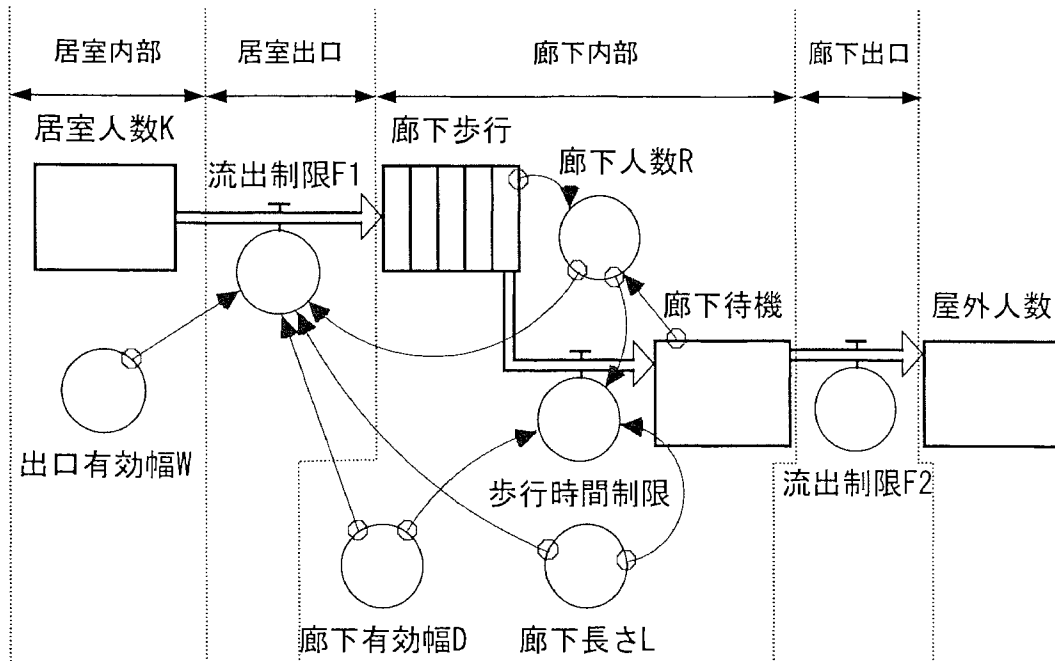 居室内部
居室出口
廊下内部
廊下出口
居室人数K
廊下歩行
流出制限F1
廊下人数R
廊下待機
屋外人数
出口有効幅W
歩行時間制限
流出制限F2
廊下有効幅D
廊下長さL